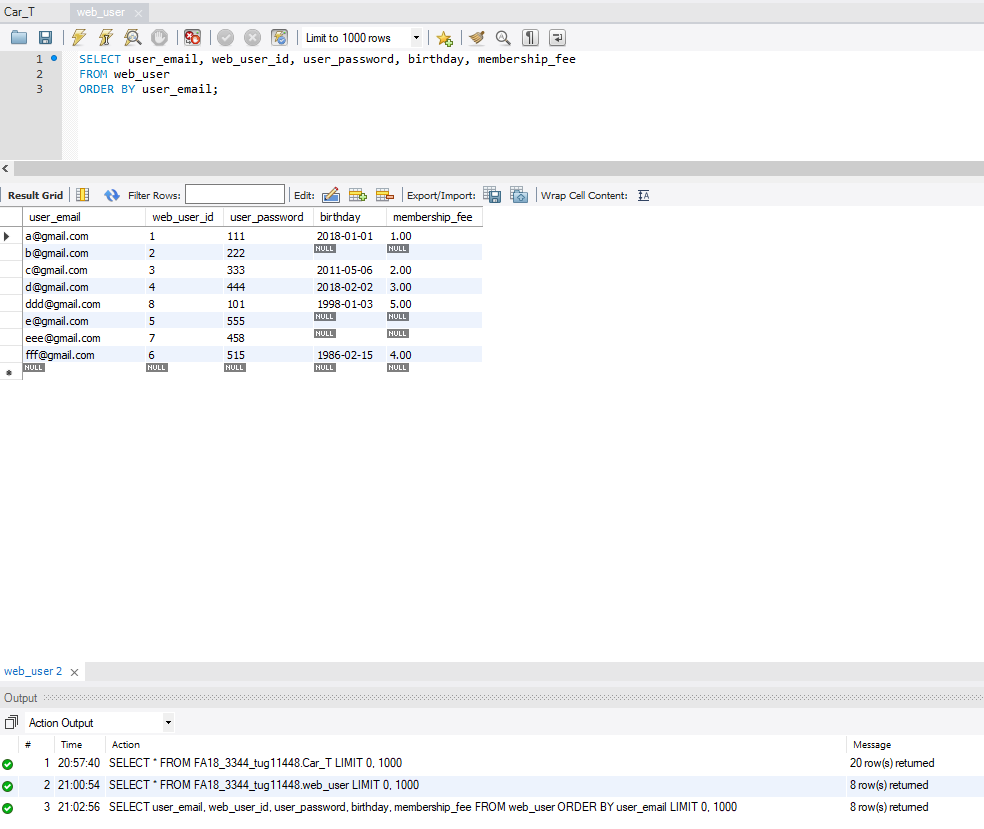 Car_T web_user
Limit to 1000 rows
1 SELECT user_email, web_user_id, user_password, birthday, membership_fee
2 FROM web_user
3 ORDER BY user_email;
Result Grid Filter Rows: Edit: Export/Import: Wrap Cell Content: IA
user_email web_user_id user_password birthday membership_fee
a@gmail.com 1 111 2018-01-01 1.00
b@gmail.com 2 222 NULL NULL
c@gmail.com 3 333 2011-05-06 2.00
d@gmail.com 4 444 2018-02-02 3.00
ddd@gmail.com 8 101 1998-01-03 5.00
e@gmail.com 5 555 NULL NULL
eee@gmail.com 7 458 NULL NULL
fff@gmail.com 6 515 1986-02-15 4.00
NULL NULL NULL NULL NULL
web_user 2
Output
Action Output
# Time Action Message
1 20:57:40 SELECT * FROM FA18_3344_tug11448.Car_T LIMIT 0, 1000 20 row(s) returned
2 21:00:54 SELECT * FROM FA18_3344_tug11448.web_user LIMIT 0, 1000 8 row(s) returned
3 21:02:56 SELECT user_email, web_user_id, user_password, birthday, membership_fee FROM web_user ORDER BY user_email LIMIT 0, 1000 8 row(s) returned